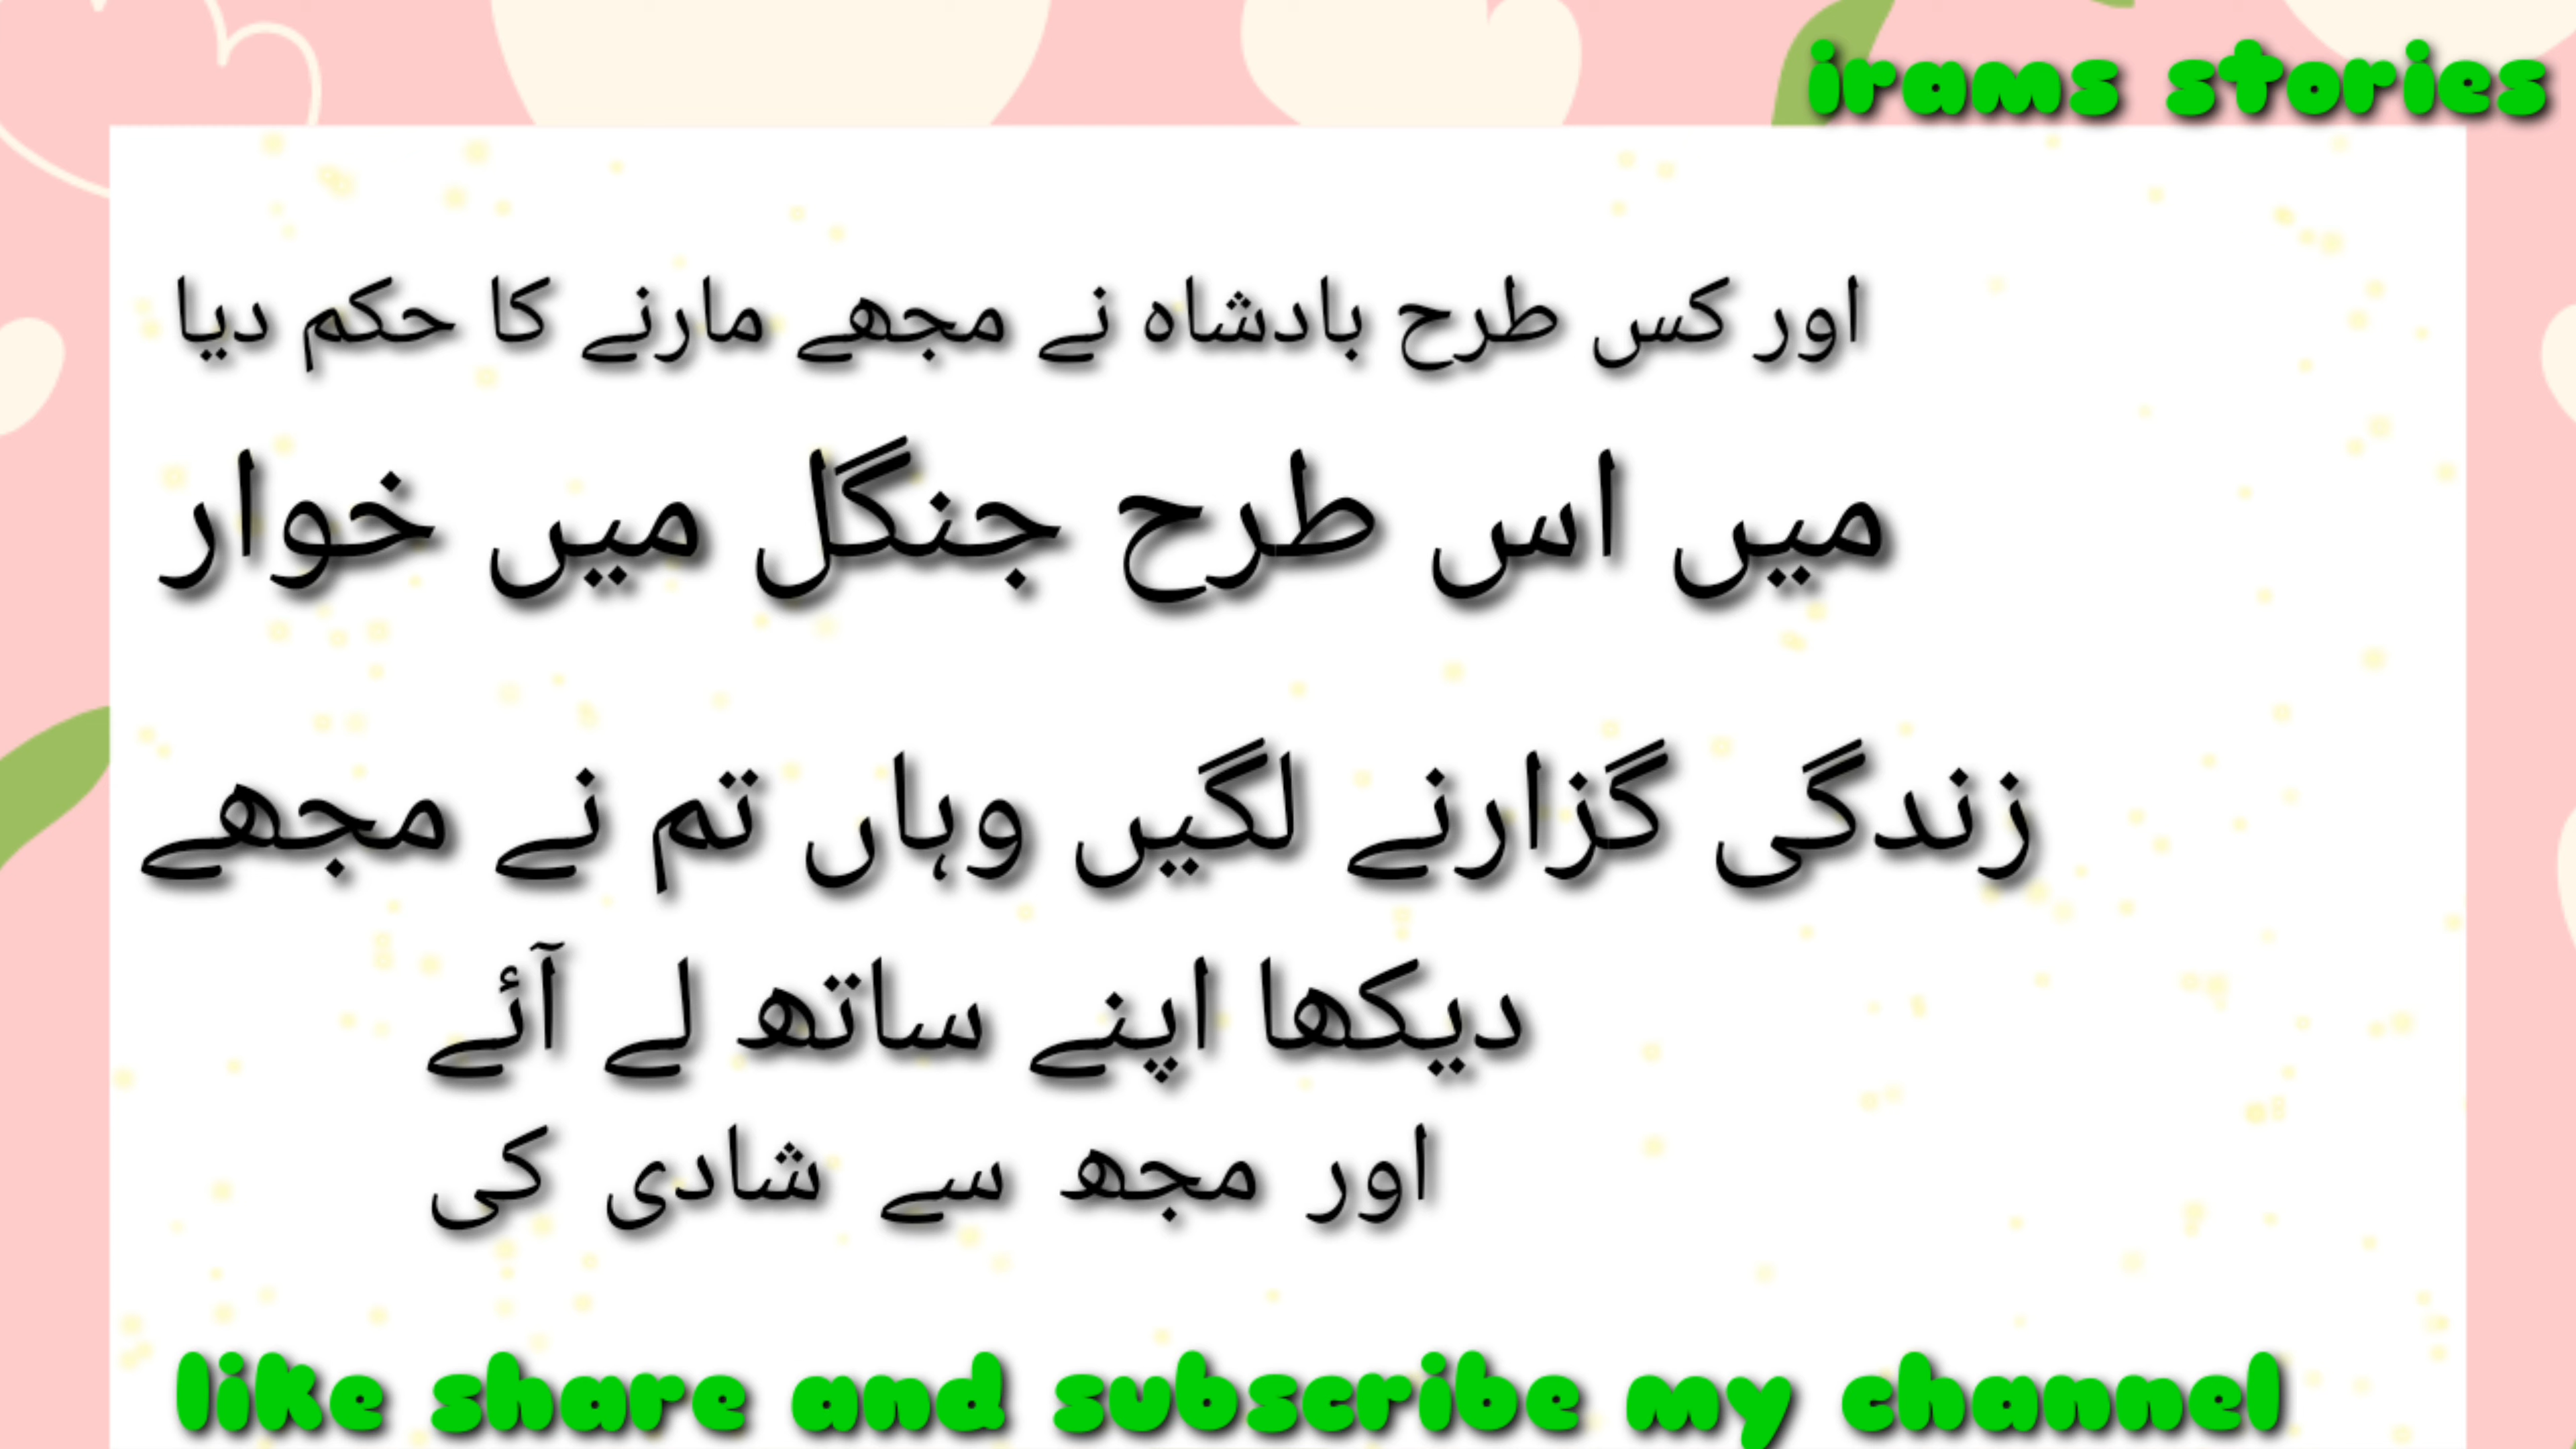 irams stories
اور کس طرح بادشاہ نے مجھے مارنے کا حکم دیا
میں اس طرح جنگل میں خوار
زندگی گزارنے لگیں وہاں تم نے مجھے
دیکھا اپنے ساتھ لے آئے
اور مجھ سے شادی کی
like share and subscribe my channel